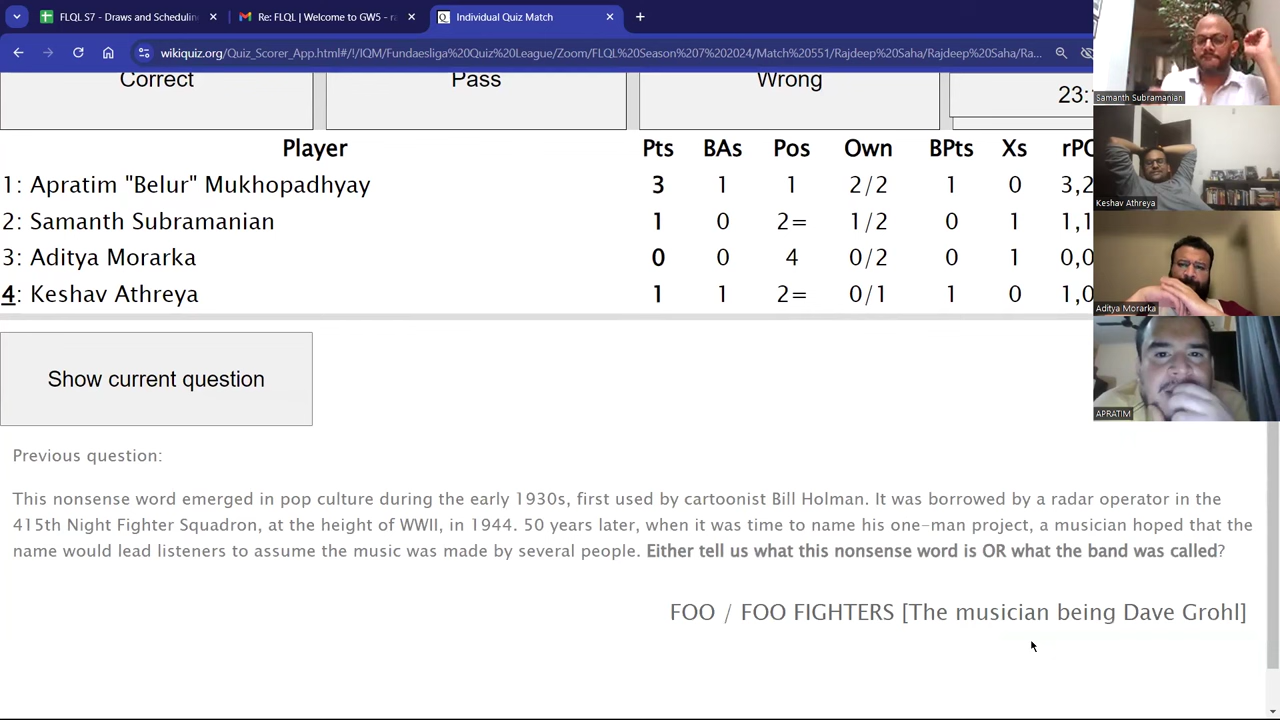 FLQL S7 - Draws and Schedulin
Re: FLQL | Welcome to GW5 - r
Individual Quiz Match
wikiquiz.org/Quiz_Scorer_App.html#/!/IQM/Fundaesliga%20Quiz%20League/Zoom/FLQL%20Season%207%202024/Match%20551/Rajdeep%20Saha/Rajdeep%20Saha/Ra...
Correct Pass Wrong 23:
Player Pts BAs Pos Own BPts Xs rPC
1: Apratim "Belur" Mukhopadhyay 3 1 1 2/2 1 0 3,2
2: Samanth Subramanian 1 0 2= 1/2 0 1 1,1
3: Aditya Morarka 0 0 4 0/2 0 1 0,0
4: Keshav Athreya 1 1 2= 0/1 1 0 1,0
Samanth Subramanian
Keshav Athreya
Aditya Morarka
APRATIM
Show current question
Previous question:
This nonsense word emerged in pop culture during the early 1930s, first used by cartoonist Bill Holman. It was borrowed by a radar operator in the
415th Night Fighter Squadron, at the height of WWII, in 1944. 50 years later, when it was time to name his one-man project, a musician hoped that the
name would lead listeners to assume the music was made by several people. Either tell us what this nonsense word is OR what the band was called?
FOO / FOO FIGHTERS [The musician being Dave Grohl]